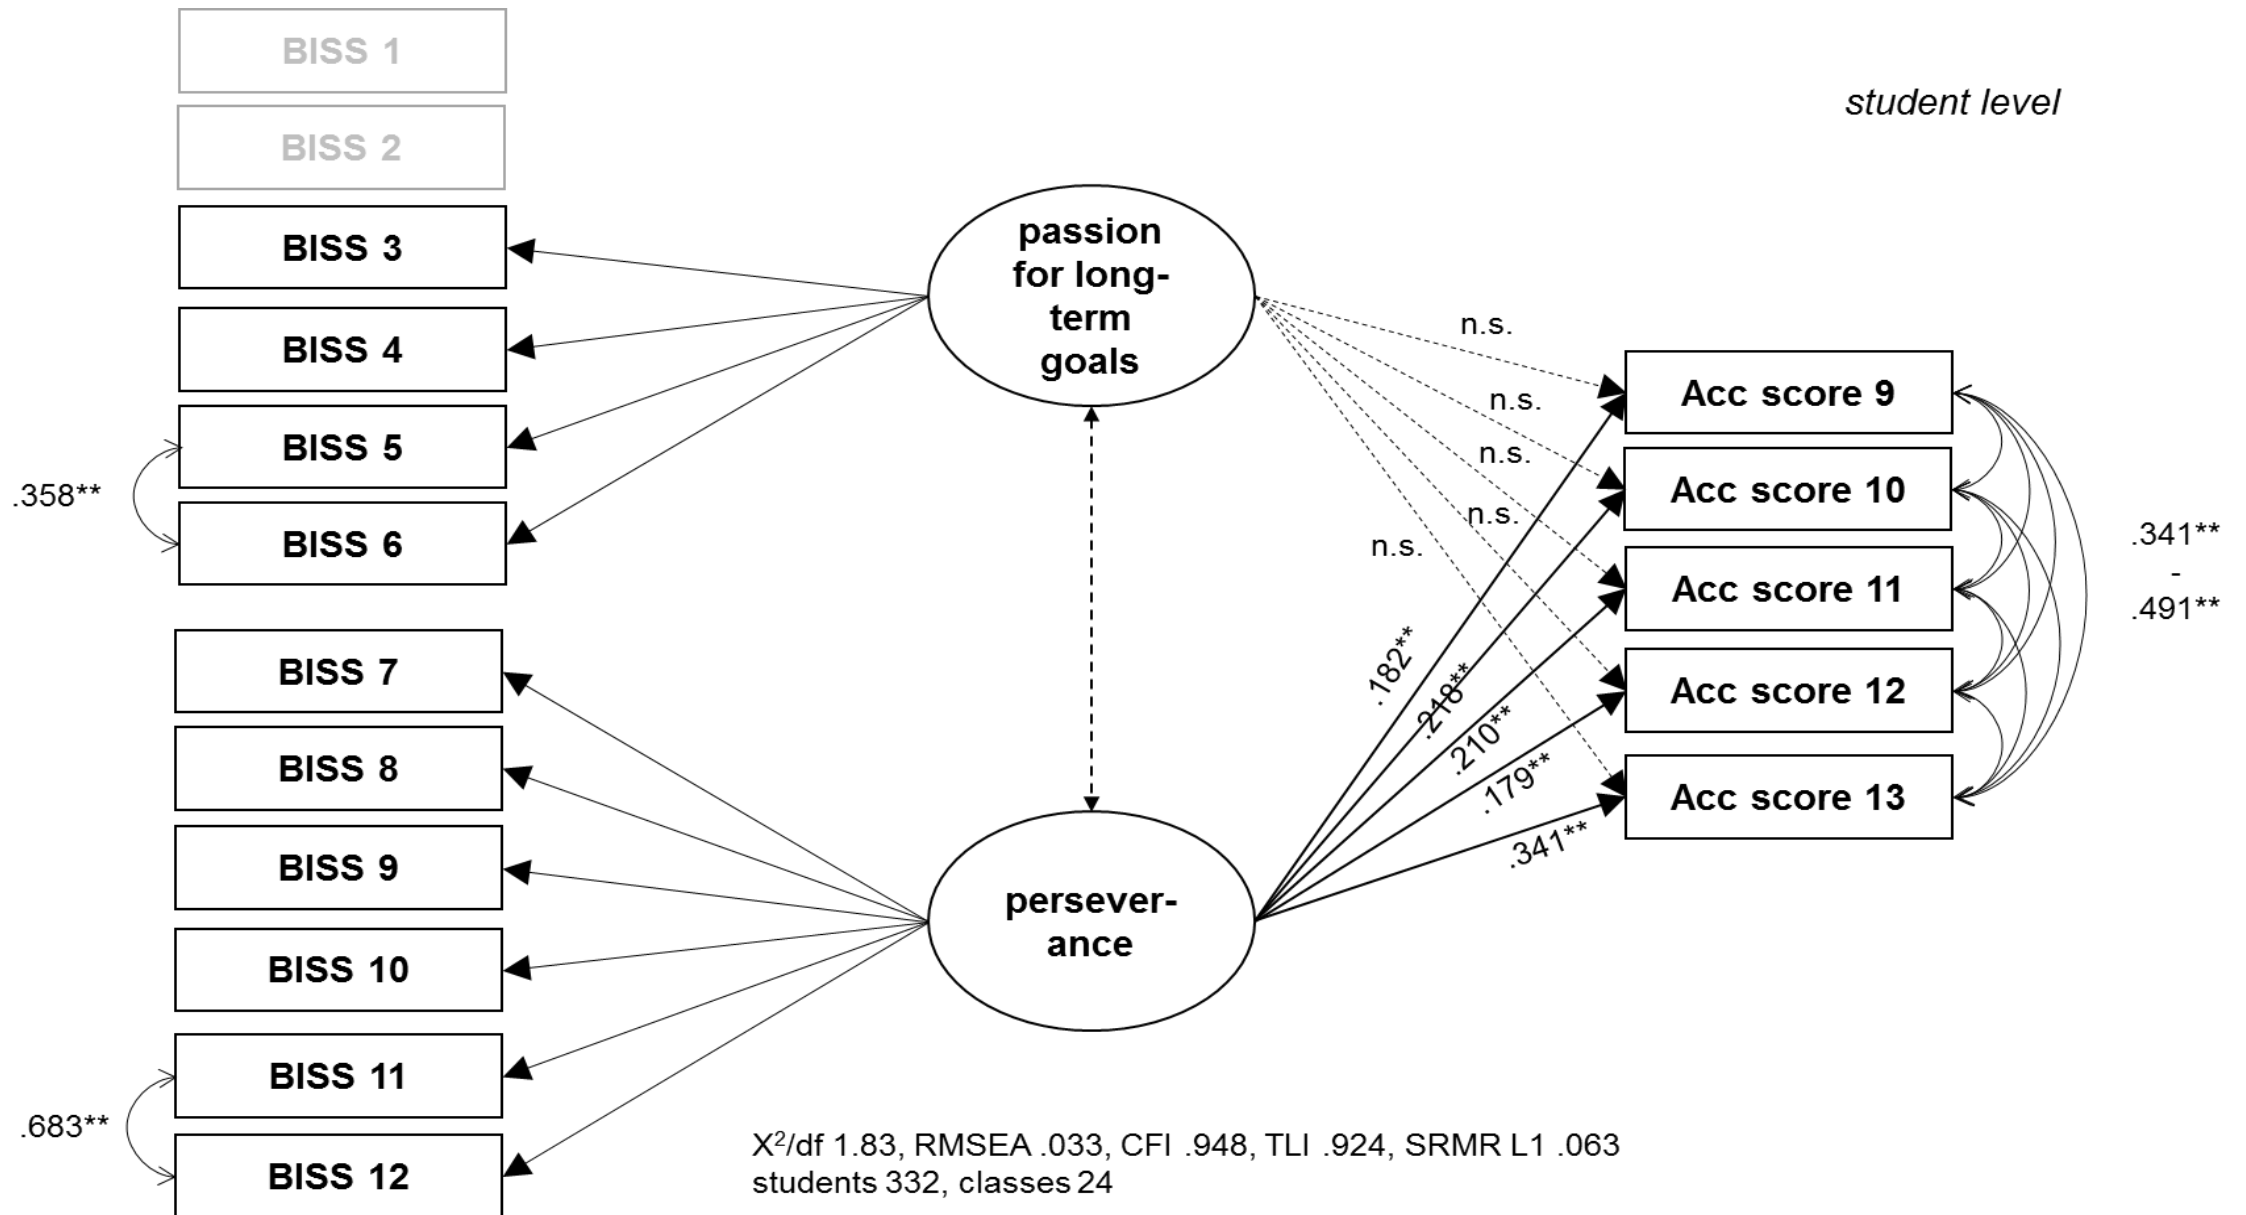 BISS 1
BISS 2
BISS 3
BISS 4
BISS 5
BISS 6
.358**
BISS 7
BISS 8
BISS 9
BISS 10
BISS 11
BISS 12
.683**
passion
for long-
term
goals
persever-
ance
student level
n.s.
n.s.
n.s.
n.s.
n.s.
.182**
.218**
.210**
.179**
.341**
Acc score 9
Acc score 10
Acc score 11
Acc score 12
Acc score 13
.341**
-
.491**
X²/df 1.83, RMSEA .033, CFI .948, TLI .924, SRMR L1 .063
students 332, classes 24